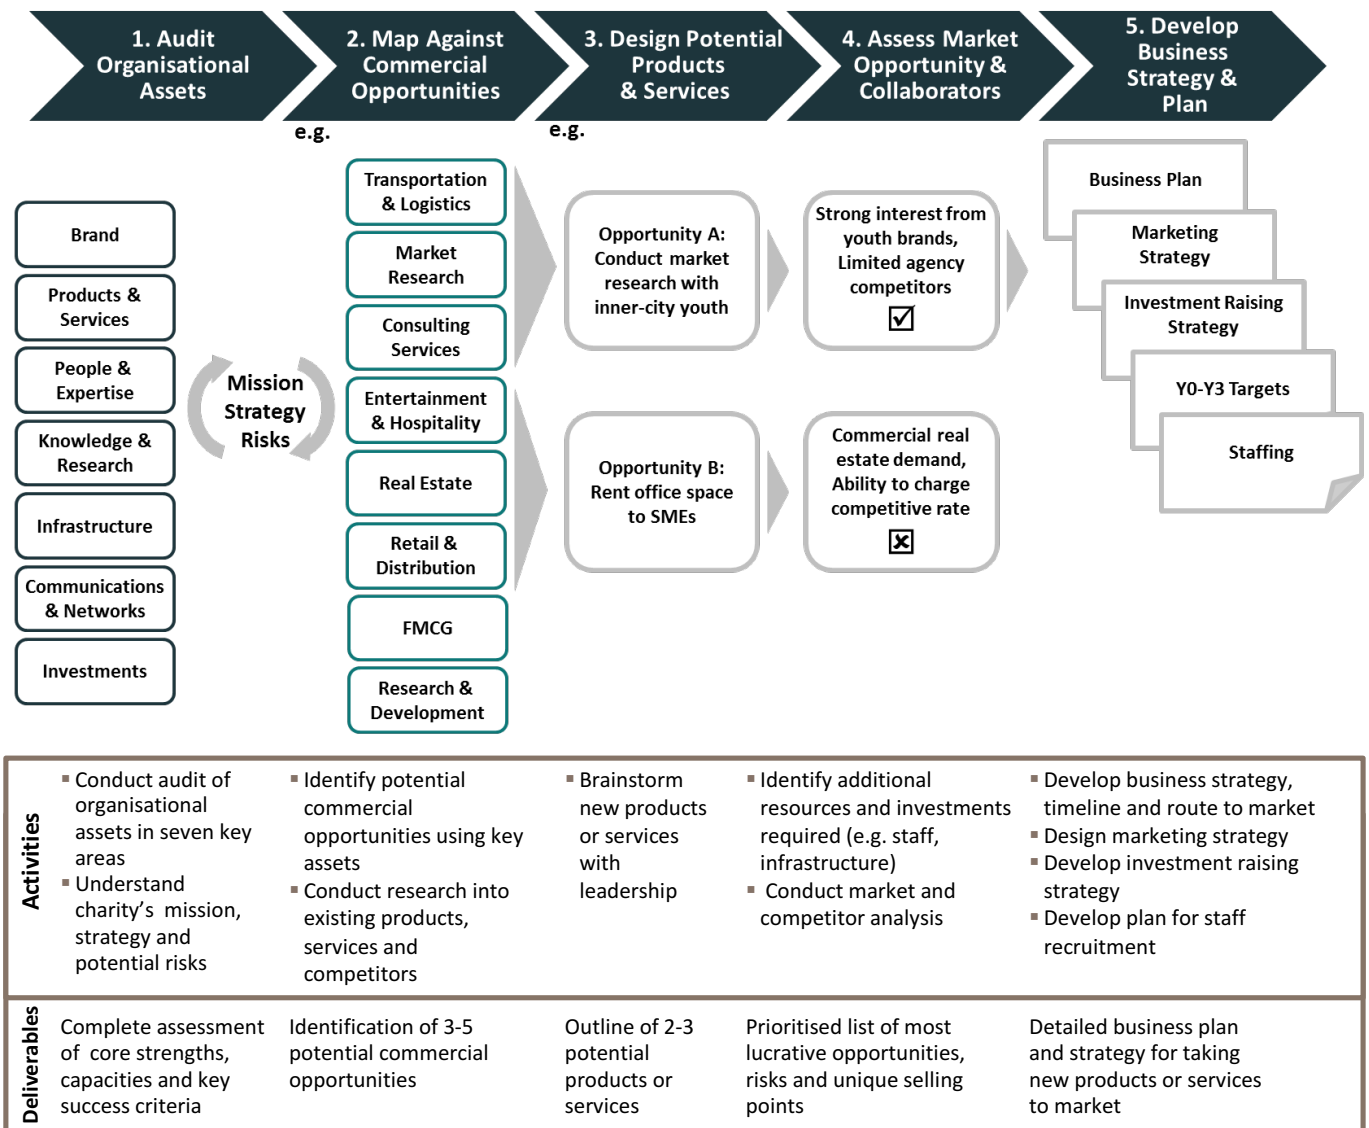 1. Audit
Organisational
Assets
2. Map Against
Commercial
Opportunities
3. Design Potential
Products
& Services
4. Assess Market
Opportunity &
Collaborators
5. Develop
Business
Strategy &
Plan
e.g.
e.g.
Brand
Products &
Services
People &
Expertise
Knowledge &
Research
Infrastructure
Communications
& Networks
Investments
Mission
Strategy
Risks
Transportation
& Logistics
Market
Research
Consulting
Services
Entertainment
& Hospitality
Real Estate
Retail &
Distribution
FMCG
Research &
Development
Opportunity A:
Conduct market
research with
inner-city youth
Opportunity B:
Rent office space
to SMEs
Strong interest from
youth brands,
Limited agency
competitors
Commercial real
estate demand,
Ability to charge
competitive rate
Business Plan
Marketing
Strategy
Investment Raising
Strategy
Y0-Y3 Targets
Staffing
Activities
▪ Conduct audit of
organisational
assets in seven key
areas
▪ Understand
charity's mission,
strategy and
potential risks
▪ Identify potential
commercial
opportunities using key
assets
▪ Conduct research into
existing products,
services and
competitors
▪ Brainstorm
new products
or services
with
leadership
▪ Identify additional
resources and investments
required (e.g. staff,
infrastructure)
▪ Conduct market and
competitor analysis
▪ Develop business strategy,
timeline and route to market
▪ Design marketing strategy
▪ Develop investment raising
strategy
▪ Develop plan for staff
recruitment
Deliverables
Complete assessment
of core strengths,
capacities and key
success criteria
Identification of 3-5
potential commercial
opportunities
Outline of 2-3
potential
products or
services
Prioritised list of most
lucrative opportunities,
risks and unique selling
points
Detailed business plan
and strategy for taking
new products or services
to market